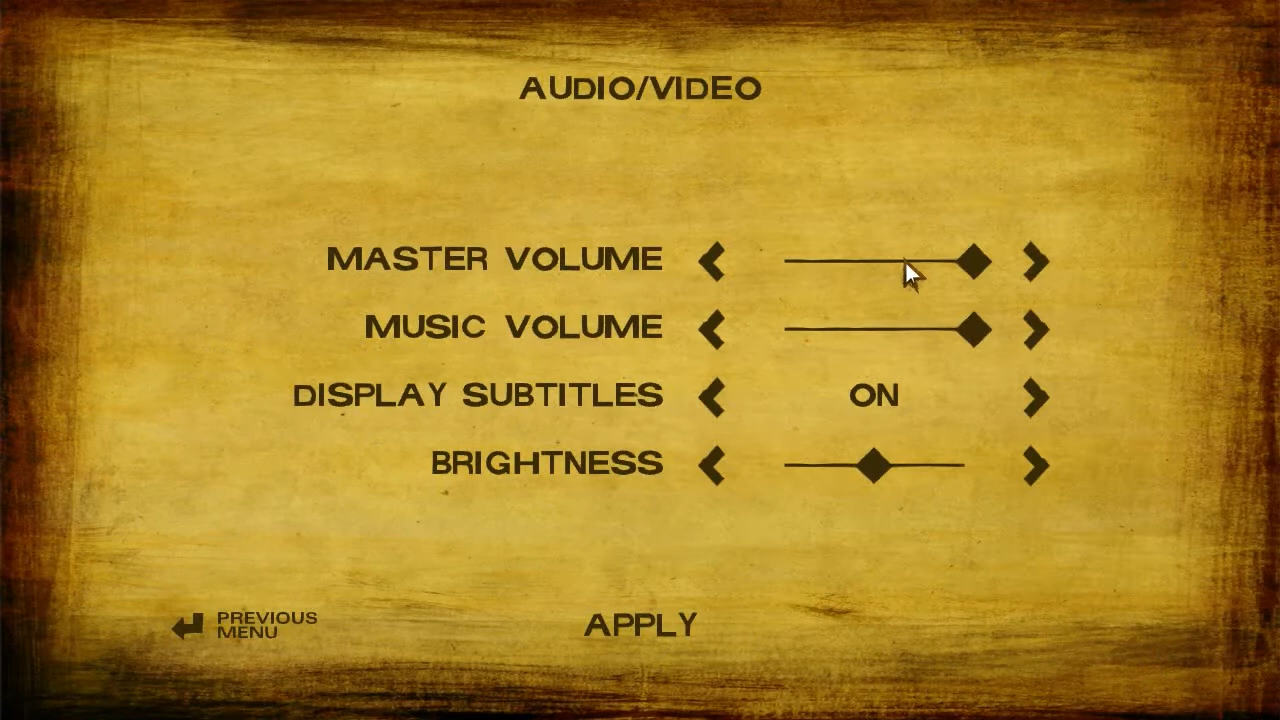 AUDIO/VIDEO
MASTER VOLUME
MUSIC VOLUME
DISPLAY SUBTITLES ON
BRIGHTNESS
PREVIOUS
MENU
APPLY